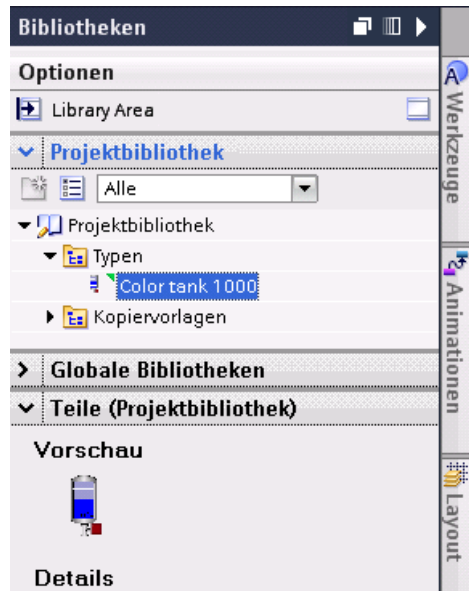 Bibliotheken
Optionen
Library Area
Projektbibliothek
Alle
Projektbibliothek
Typen
Color tank 1000
Kopiervorlagen
Globale Bibliotheken
Teile (Projektbibliothek)
Vorschau
Details
Werkzeuge
Animationen
Layout